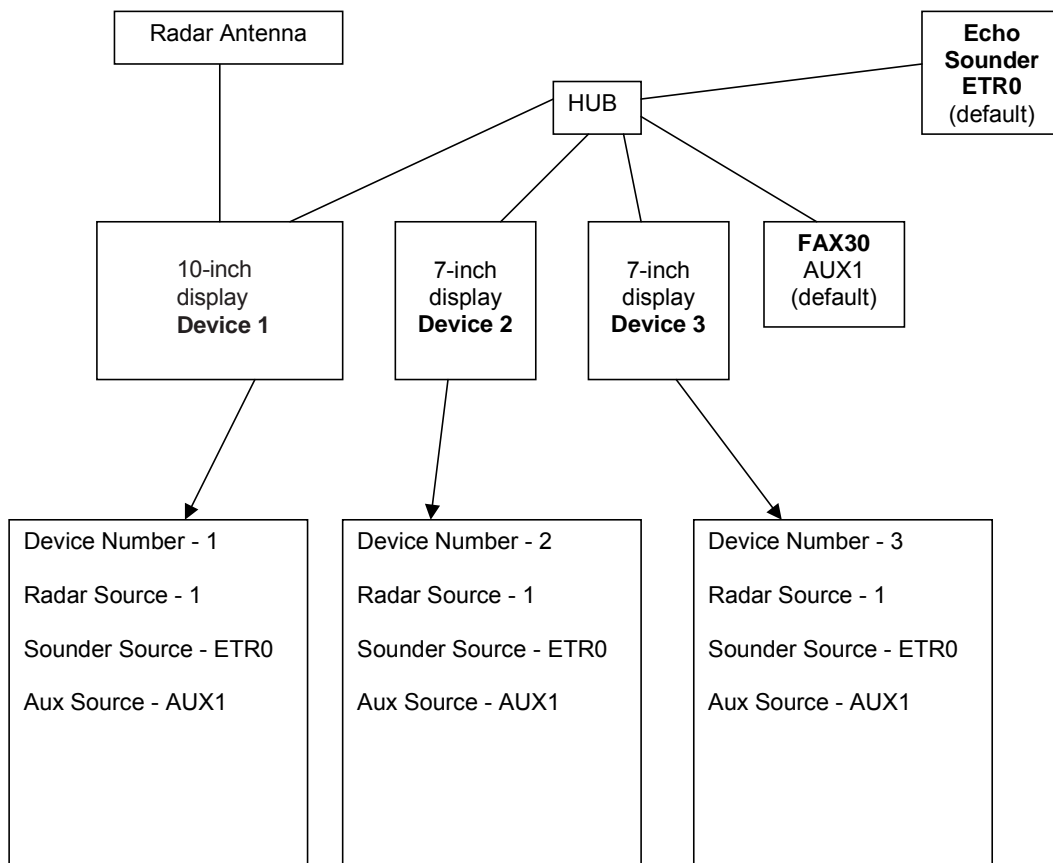 Radar Antenna
Echo
Sounder
ETR0
(default)
HUB
10-inch
display
Device 1
7-inch
display
Device 2
7-inch
display
Device 3
FAX30
AUX1
(default)
Device Number - 1
Radar Source - 1
Sounder Source - ETR0
Aux Source - AUX1
Device Number - 2
Radar Source - 1
Sounder Source - ETR0
Aux Source - AUX1
Device Number - 3
Radar Source - 1
Sounder Source - ETR0
Aux Source - AUX1